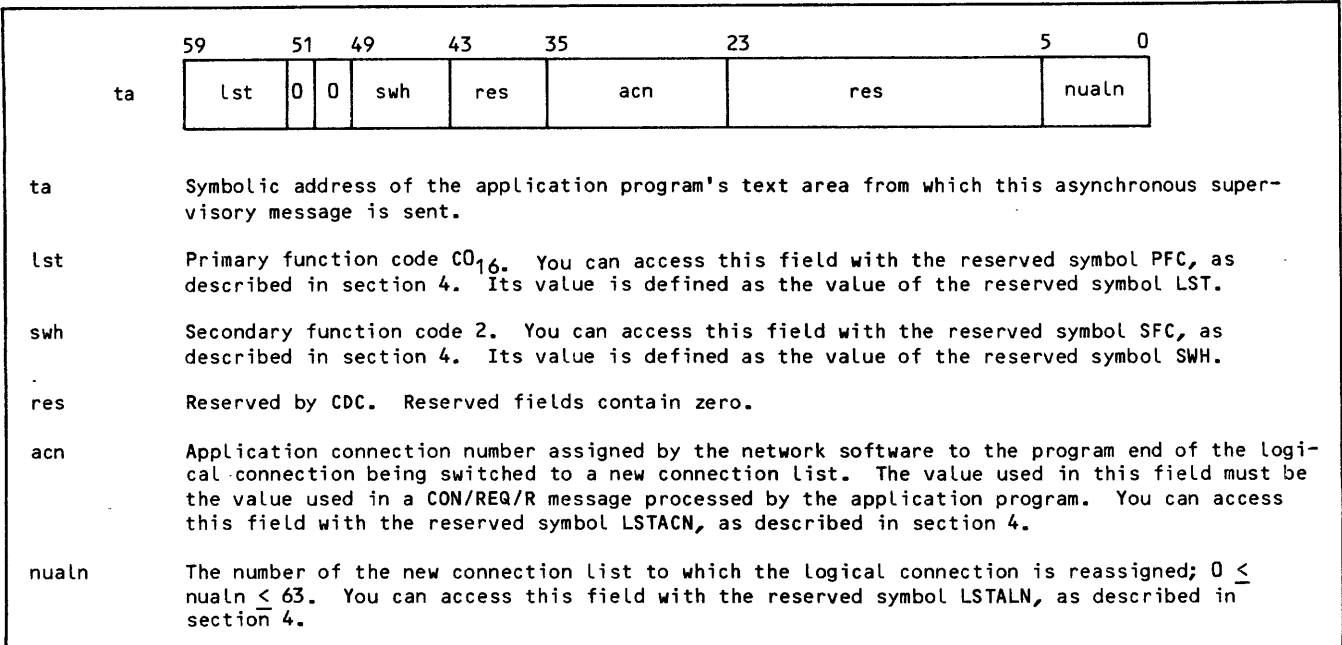 59 51 49 43 35 23 5 0
ta lst 0 0 swh res acn res nualn
ta Symbolic address of the application program's text area from which this asynchronous super-
visory message is sent.
lst Primary function code C0₁₆. You can access this field with the reserved symbol PFC, as
described in section 4. Its value is defined as the value of the reserved symbol LST.
swh Secondary function code 2. You can access this field with the reserved symbol SFC, as
described in section 4. Its value is defined as the value of the reserved symbol SWH.
res Reserved by CDC. Reserved fields contain zero.
acn Application connection number assigned by the network software to the program end of the logi-
cal connection being switched to a new connection list. The value used in this field must be
the value used in a CON/REQ/R message processed by the application program. You can access
this field with the reserved symbol LSTACN, as described in section 4.
nualn The number of the new connection list to which the logical connection is reassigned; 0 ≤
nualn ≤ 63. You can access this field with the reserved symbol LSTALN, as described in
section 4.